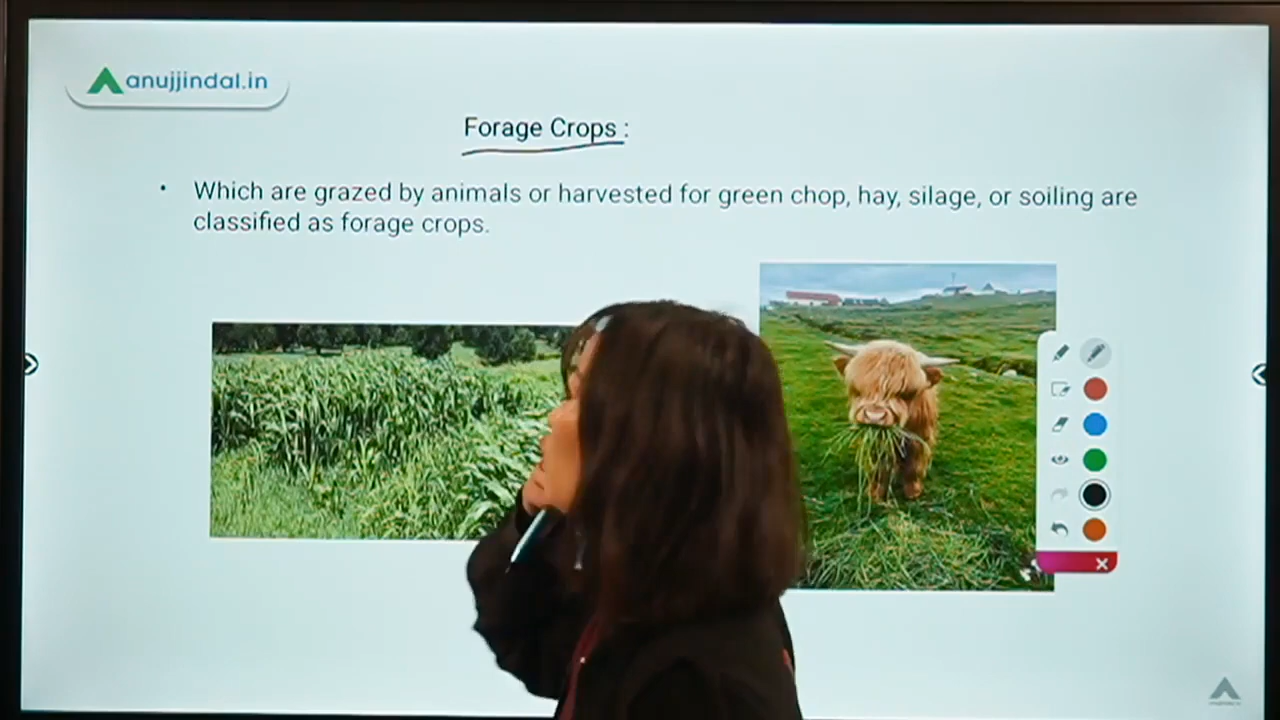 anujjindal.in
Forage Crops :
• Which are grazed by animals or harvested for green chop, hay, silage, or soiling are
classified as forage crops.